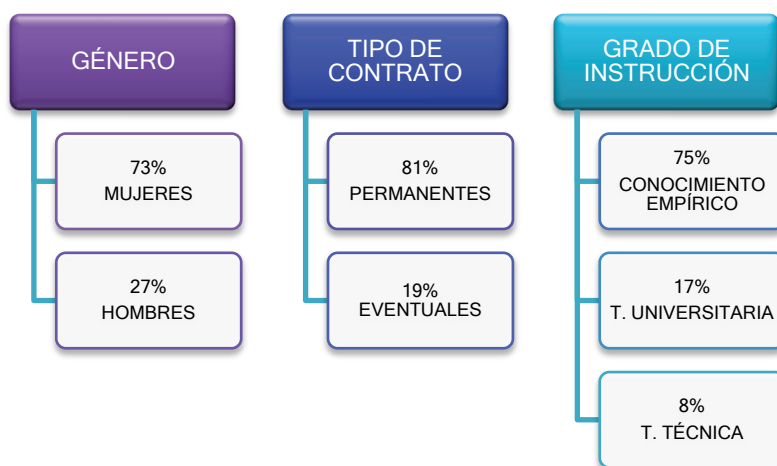 GÉNERO
73%
MUJERES
27%
HOMBRES
TIPO DE
CONTRATO
81%
PERMANENTES
19%
EVENTUALES
GRADO DE
INSTRUCCIÓN
75%
CONOCIMIENTO
EMPÍRICO
17%
T. UNIVERSITARIA
8%
T. TÉCNICA